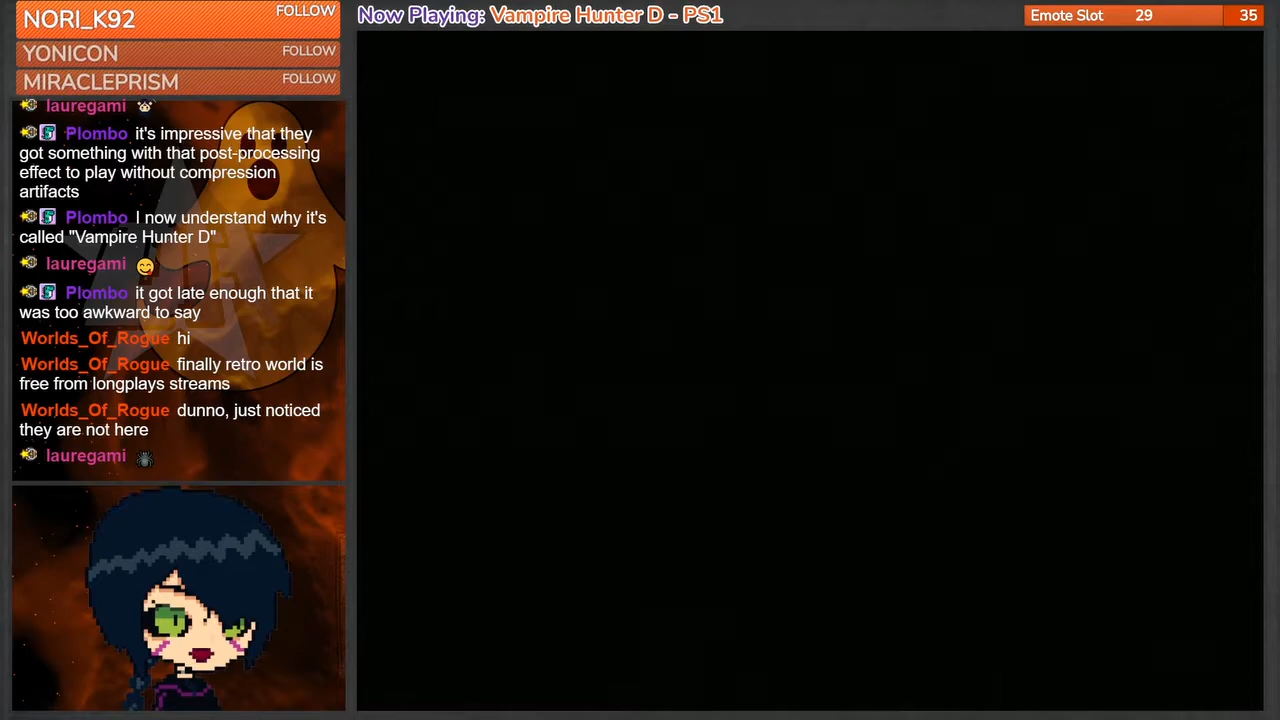 NORI_K92 FOLLOW
YONICON FOLLOW
MIRACLEPRISM FOLLOW
Now Playing: Vampire Hunter D - PS1
Emote Slot 29 35
lauregami
Plombo it's impressive that they
got something with that post-processing
effect to play without compression
artifacts
Plombo I now understand why it's
called "Vampire Hunter D"
lauregami
Plombo it got late enough that it
was too awkward to say
Worlds_Of_Rogue hi
Worlds_Of_Rogue finally retro world is
free from longplays streams
Worlds_Of_Rogue dunno, just noticed
they are not here
lauregami